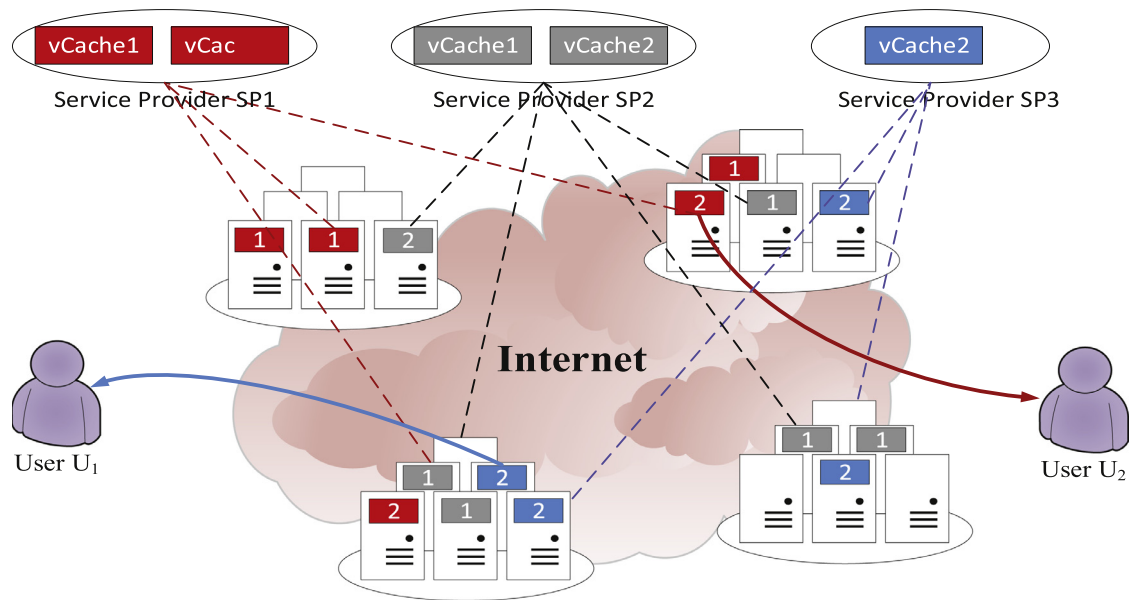 vCache1 vCac vCache1 vCache2 vCache2
Service Provider SP1 Service Provider SP2 Service Provider SP3
1
2 1 2
1 1 2
Internet
User U1
User U2
1 1
1 2
2
2 1 2